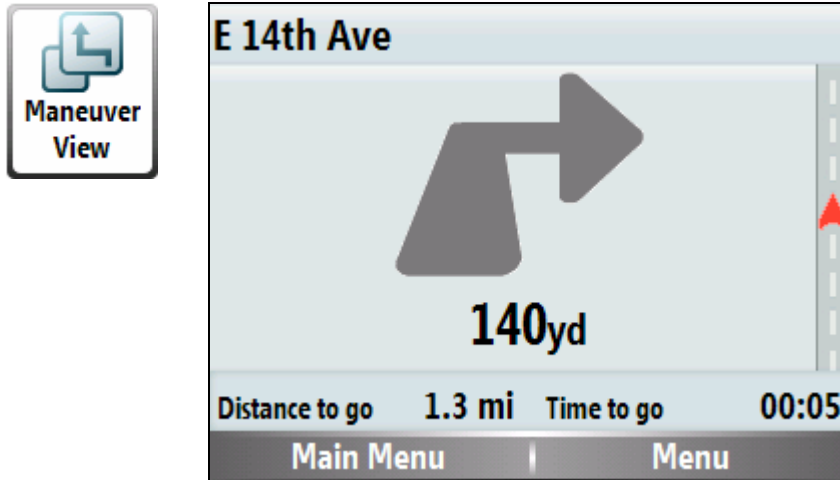 Maneuver
View
E 14th Ave
140yd
Distance to go 1.3 mi Time to go 00:05
Main Menu Menu